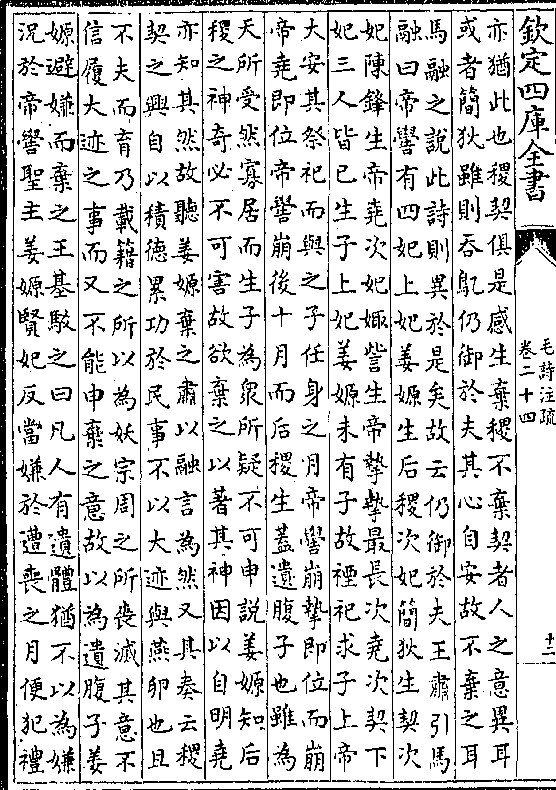 欽定四庫全書
毛詩注疏
卷二十四
十二
亦猶此也稷契俱是感生棄稷不棄契者人之意異耳
或者簡狄雖則吞鳦仍御於夫其心自安故不棄之耳
馬融之說此詩則異於是矣故云仍御於夫王肅引馬
融曰帝嚳有四妃上妃姜嫄生后稷次妃簡狄生契次
妃陳鋒生帝堯次妃娵訾生帝摯摯最長次堯次契下
妃三人皆已生子上妃姜嫄未有子故禋祀求子上帝
大安其祭祀而與之子任身之月帝嚳崩摯即位而崩
帝堯即位帝嚳崩後十月而后稷生蓋遺腹子也雖為
天所受然寡居而生子為衆所疑不可申說姜嫄知后
稷之神奇必不可害故欲棄之以著其神因以自明堯
亦知其然故聽姜嫄棄之肅以融言為然又其奏云稷
契之興自以積德累功於民事不以大迹與燕卵也且
不夫而育乃載籍之所以為妖宗周之所喪滅其意不
信履大迹之事而又不能申棄之意故以為遺腹子姜
嫄避嫌而棄之王基駮之曰凡人有遺體猶不以為嫌
況於帝嚳聖主姜嫄賢妃反當嫌於遭喪之月便犯禮